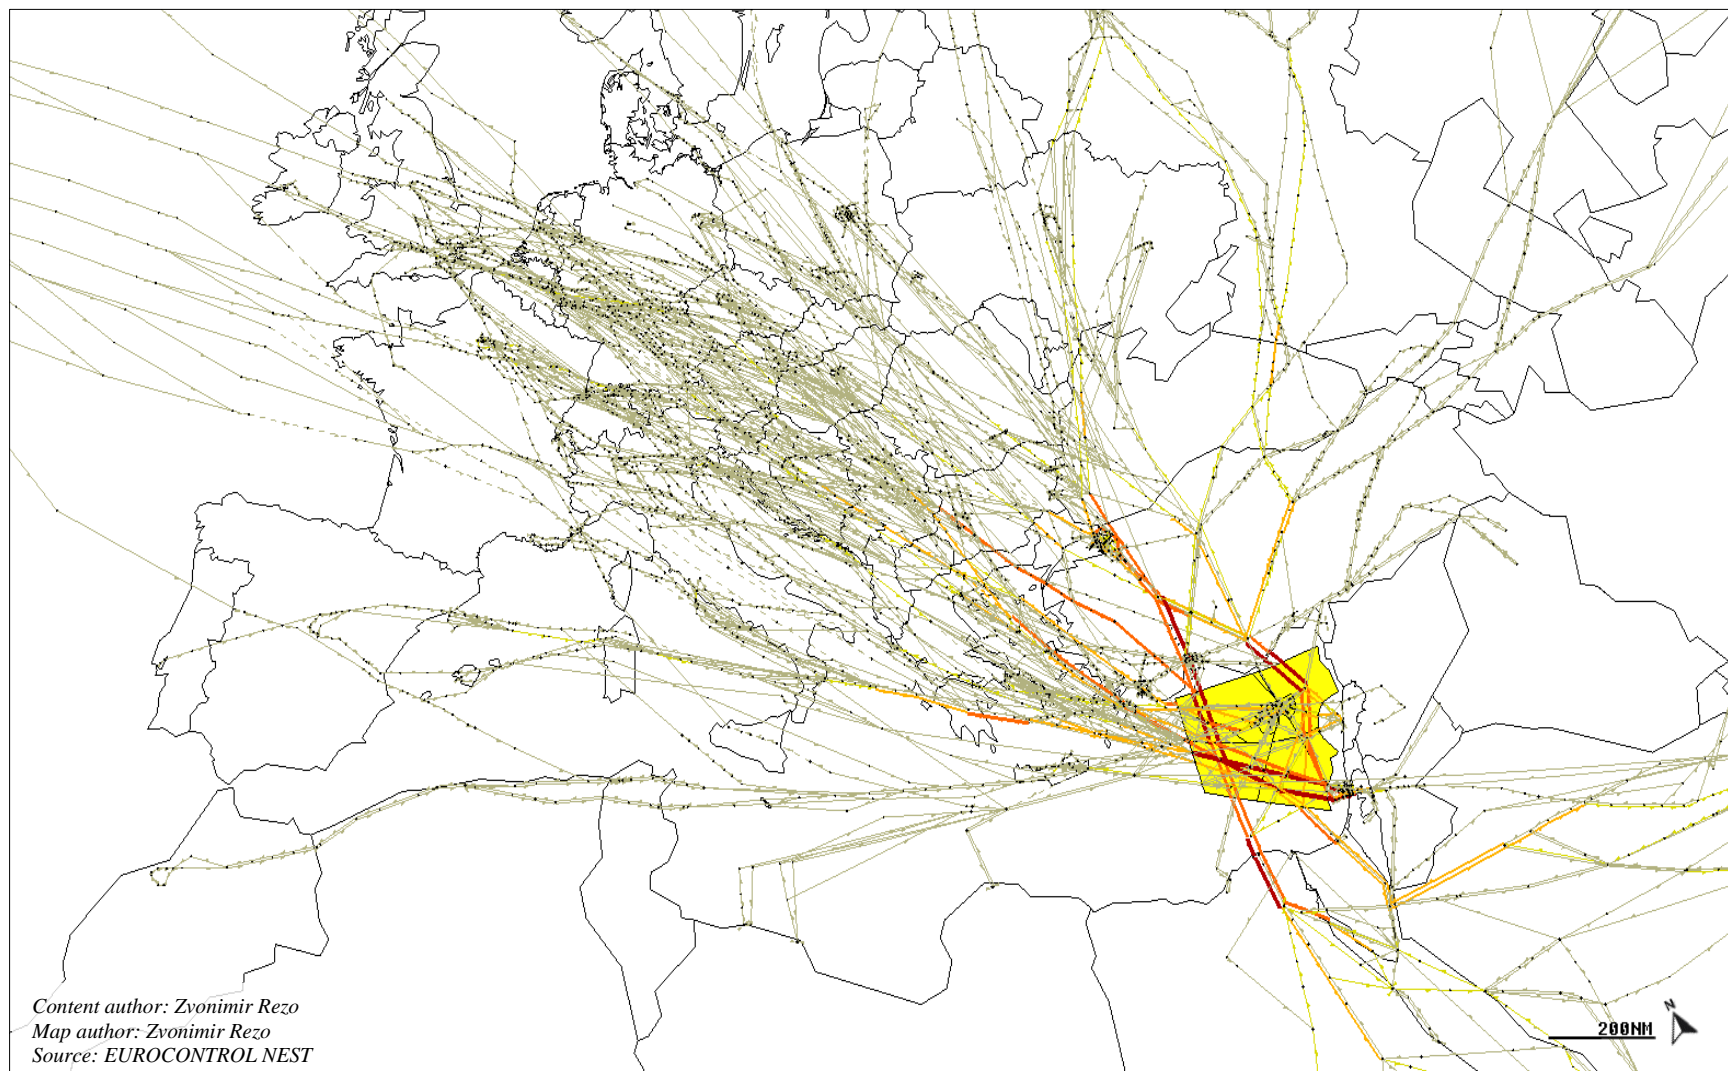 Content author: Zvonimir Rezo
Map author: Zvonimir Rezo
Source: EUROCONTROL NEST
200NM
N